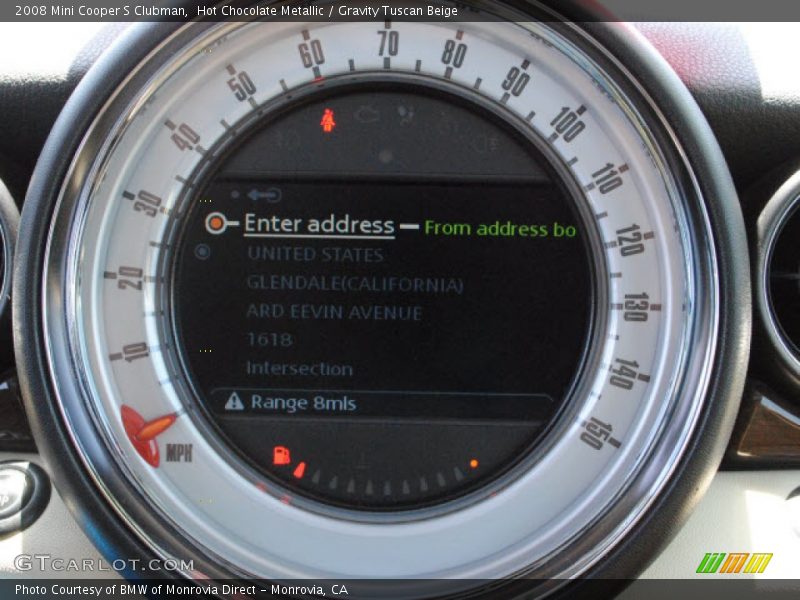 2008 Mini Cooper S Clubman,  Hot Chocolate Metallic / Gravity Tuscan Beige
10
20
30
40
50
60
70
80
90
100
110
120
130
140
150
MPH
Enter address
From address bo
UNITED STATES
GLENDALE(CALIFORNIA)
ARD EEVIN AVENUE
1618
Intersection
Range 8mls
GTCARLOT.COM
Photo Courtesy of BMW of Monrovia Direct - Monrovia, CA